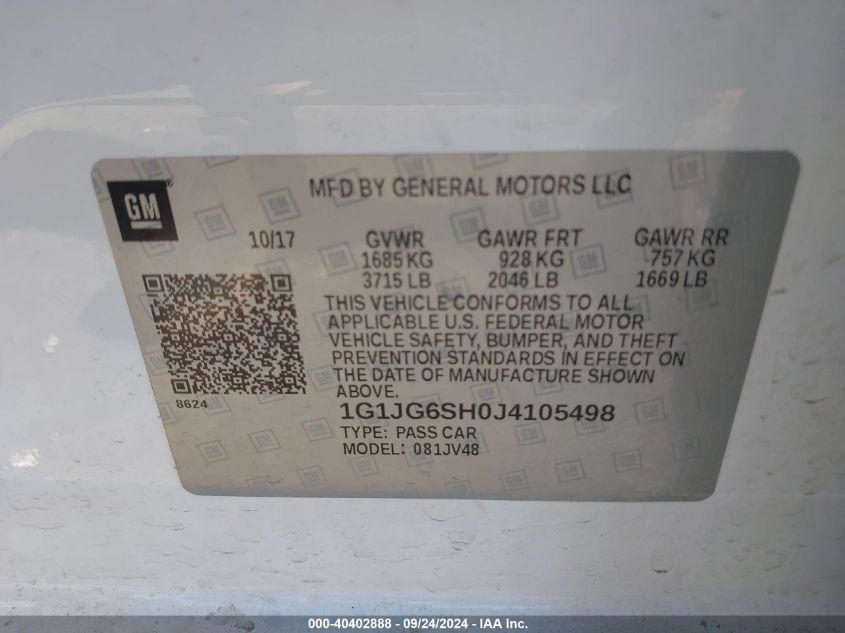 GM
MFD BY GENERAL MOTORS LLC
10/17 GVWR GAWR FRT GAWR RR
1685 KG 928 KG 757 KG
3715 LB 2046 LB 1669 LB
THIS VEHICLE CONFORMS TO ALL
APPLICABLE U.S. FEDERAL MOTOR
VEHICLE SAFETY, BUMPER, AND THEFT
PREVENTION STANDARDS IN EFFECT ON
THE DATE OF MANUFACTURE SHOWN
ABOVE.
8624
1G1JG6SH0J4105498
TYPE: PASS CAR
MODEL: 081JV48
000-40402888 - 09/24/2024 - IAA Inc.